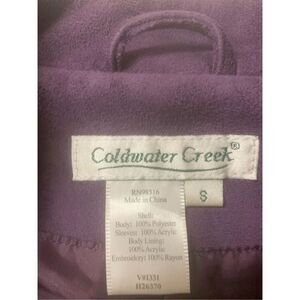 Coldwater Creek®
S
RN98316
Made in China
Shell:
Body: 100% Polyester
Sleeves: 100% Acrylic
Body Lining:
100% Acrylic
Embroidery: 100% Rayon
V#1331
H26370